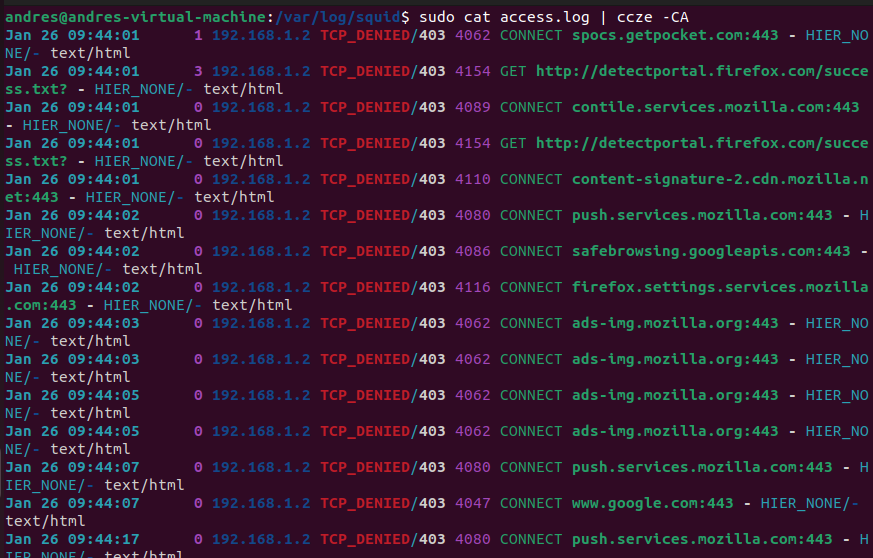 andres@andres-virtual-machine:/var/log/squid$ sudo cat access.log | ccze -CA
Jan 26 09:44:01      1 192.168.1.2 TCP_DENIED/403 4062 CONNECT spocs.getpocket.com:443 - HIER_NO
NE/- text/html
Jan 26 09:44:01      3 192.168.1.2 TCP_DENIED/403 4154 GET http://detectportal.firefox.com/succe
ss.txt? - HIER_NONE/- text/html
Jan 26 09:44:01      0 192.168.1.2 TCP_DENIED/403 4089 CONNECT contile.services.mozilla.com:443
- HIER_NONE/- text/html
Jan 26 09:44:01      0 192.168.1.2 TCP_DENIED/403 4154 GET http://detectportal.firefox.com/succe
ss.txt? - HIER_NONE/- text/html
Jan 26 09:44:01      0 192.168.1.2 TCP_DENIED/403 4110 CONNECT content-signature-2.cdn.mozilla.n
et:443 - HIER_NONE/- text/html
Jan 26 09:44:02      0 192.168.1.2 TCP_DENIED/403 4080 CONNECT push.services.mozilla.com:443 - H
IER_NONE/- text/html
Jan 26 09:44:02      0 192.168.1.2 TCP_DENIED/403 4086 CONNECT safebrowsing.googleapis.com:443 -
 HIER_NONE/- text/html
Jan 26 09:44:02      0 192.168.1.2 TCP_DENIED/403 4116 CONNECT firefox.settings.services.mozilla
.com:443 - HIER_NONE/- text/html
Jan 26 09:44:03      0 192.168.1.2 TCP_DENIED/403 4062 CONNECT ads-img.mozilla.org:443 - HIER_NO
NE/- text/html
Jan 26 09:44:03      0 192.168.1.2 TCP_DENIED/403 4062 CONNECT ads-img.mozilla.org:443 - HIER_NO
NE/- text/html
Jan 26 09:44:05      0 192.168.1.2 TCP_DENIED/403 4062 CONNECT ads-img.mozilla.org:443 - HIER_NO
NE/- text/html
Jan 26 09:44:05      0 192.168.1.2 TCP_DENIED/403 4062 CONNECT ads-img.mozilla.org:443 - HIER_NO
NE/- text/html
Jan 26 09:44:07      0 192.168.1.2 TCP_DENIED/403 4080 CONNECT push.services.mozilla.com:443 - H
IER_NONE/- text/html
Jan 26 09:44:07      0 192.168.1.2 TCP_DENIED/403 4047 CONNECT www.google.com:443 - HIER_NONE/-
text/html
Jan 26 09:44:17      0 192.168.1.2 TCP_DENIED/403 4080 CONNECT push.services.mozilla.com:443 - H
IER_NONE/- text/html